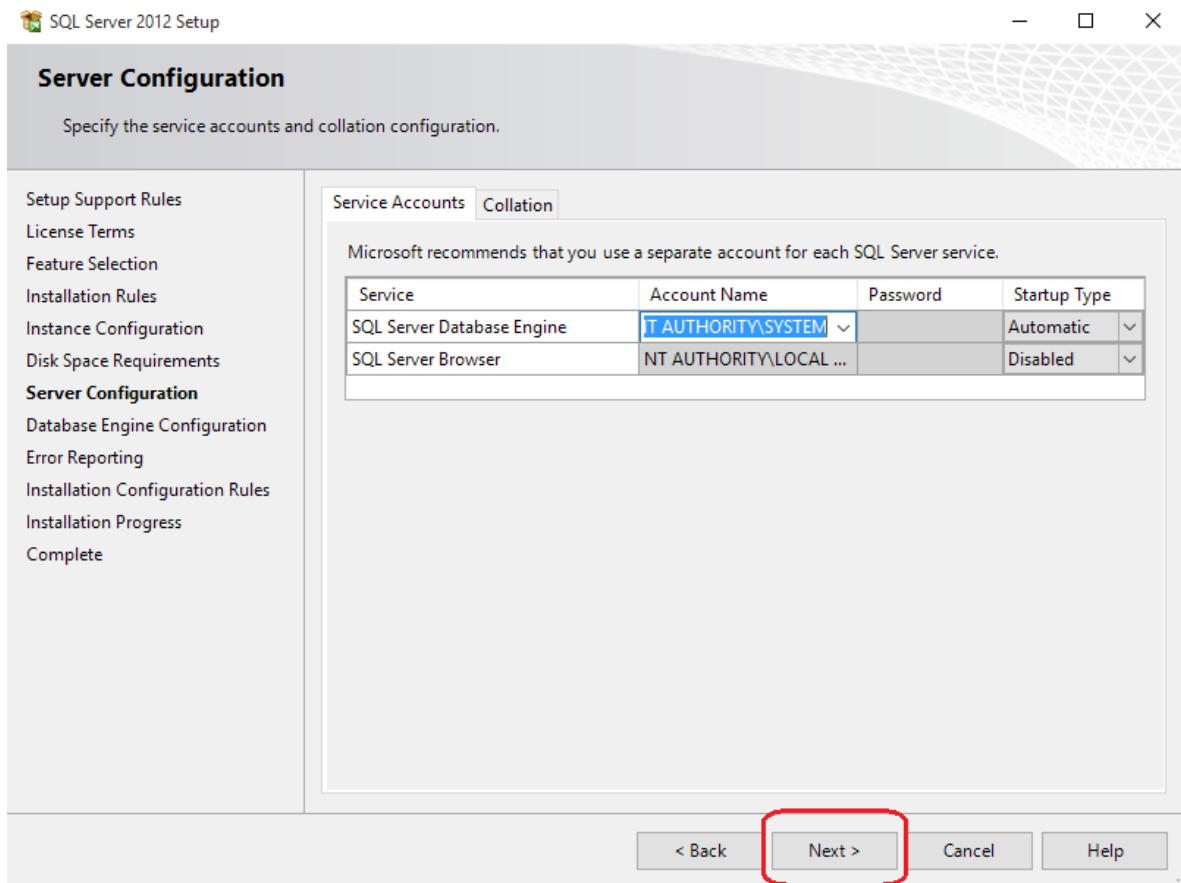 SQL Server 2012 Setup
Server Configuration
Specify the service accounts and collation configuration.
Setup Support Rules
License Terms
Feature Selection
Installation Rules
Instance Configuration
Disk Space Requirements
Server Configuration
Database Engine Configuration
Error Reporting
Installation Configuration Rules
Installation Progress
Complete
Service Accounts Collation
Microsoft recommends that you use a separate account for each SQL Server service.
Service Account Name Password Startup Type
SQL Server Database Engine IT AUTHORITY\SYSTEM Automatic
SQL Server Browser NT AUTHORITY\LOCAL ... Disabled
< Back Next > Cancel Help